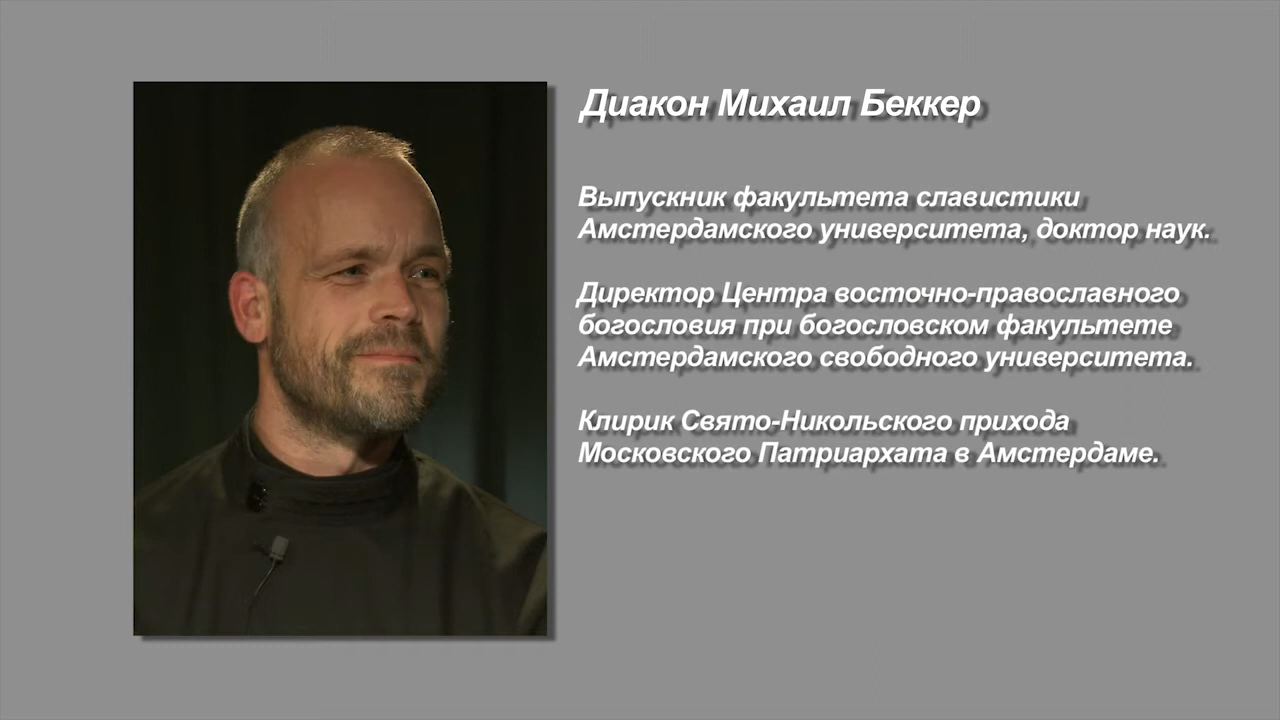 Диакон Михаил Беккер
Выпускник факультета славистики
Амстердамского университета, доктор наук.
Директор Центра восточно-православного
богословия при богословском факультете
Амстердамского свободного университета.
Клирик Свято-Никольского прихода
Московского Патриархата в Амстердаме.